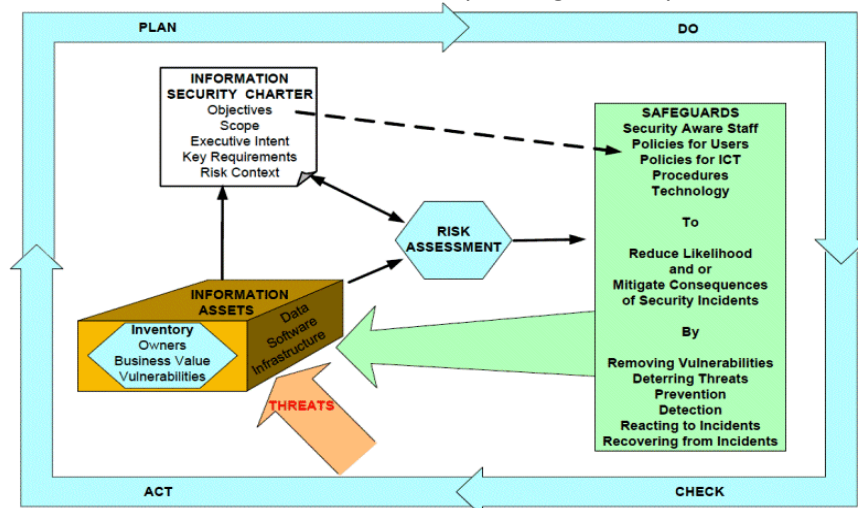 PLAN
DO
INFORMATION
SECURITY CHARTER
Objectives
Scope
Executive Intent
Key Requirements
Risk Context
SAFEGUARDS
Security Aware Staff
Policies for Users
Policies for ICT
Procedures
Technology
To
Reduce Likelihood
and or
Mitigate Consequences
of Security Incidents
By
Removing Vulnerabilities
Deterring Threats
Prevention
Detection
Reacting to Incidents
Recovering from Incidents
RISK
ASSESSMENT
INFORMATION
ASSETS
Data
Software
Infrastructure
Inventory
Owners
Business Value
Vulnerabilities
THREATS
ACT
CHECK